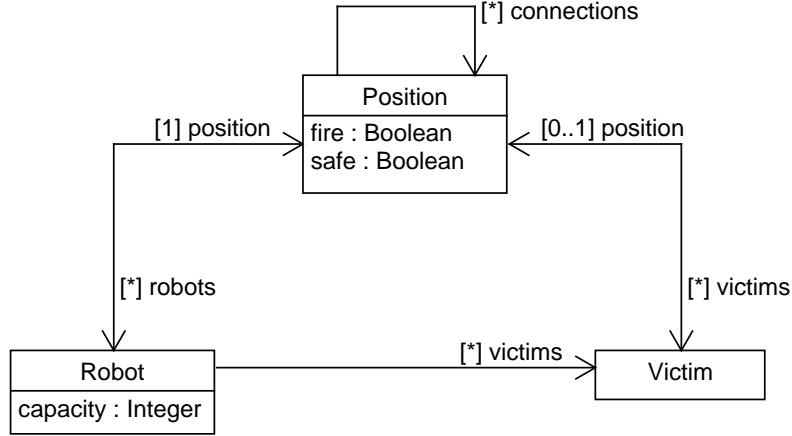 [*] connections
Position
[1] position
fire : Boolean
[0..1] position
safe : Boolean
[*] robots
[*] victims
[*] victims
Robot
Victim
capacity : Integer